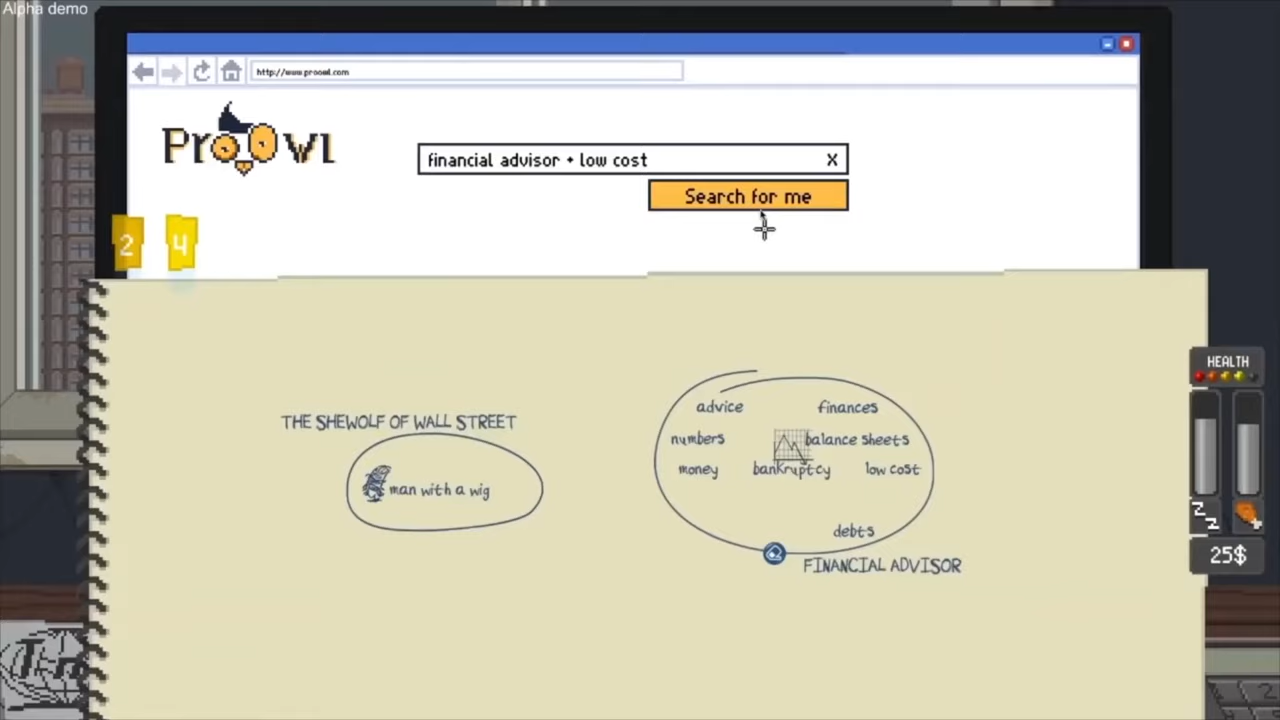 Alpha demo
http://www.proowl.com
ProOwl
financial advisor + low cost X
Search for me
2 4
THE SHEWOLF OF WALL STREET
man with a wig
advice finances
numbers balance sheets
money bankruptcy low cost
debts
FINANCIAL ADVISOR
HEALTH
Z Z
25$